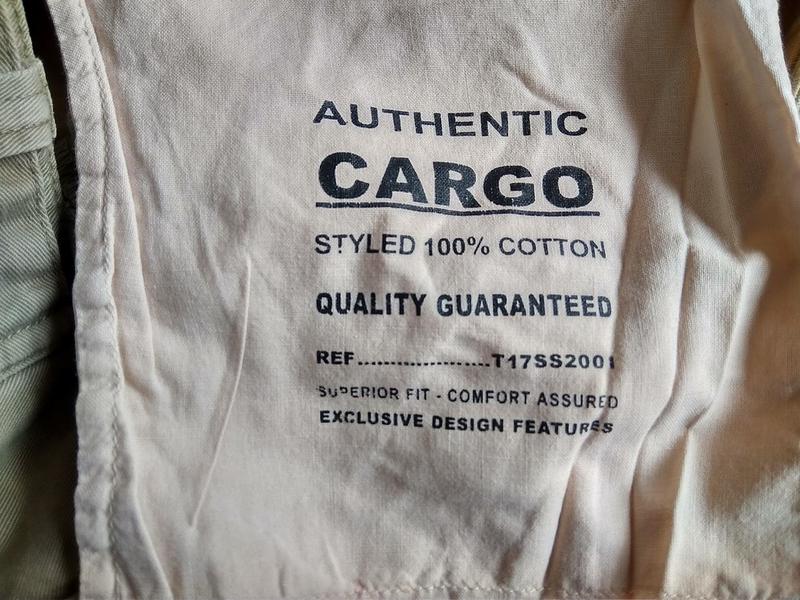 AUTHENTIC
CARGO
STYLED 100% COTTON
QUALITY GUARANTEED
REF.....................T17SS2001
SUPERIOR FIT - COMFORT ASSURED
EXCLUSIVE DESIGN FEATURES